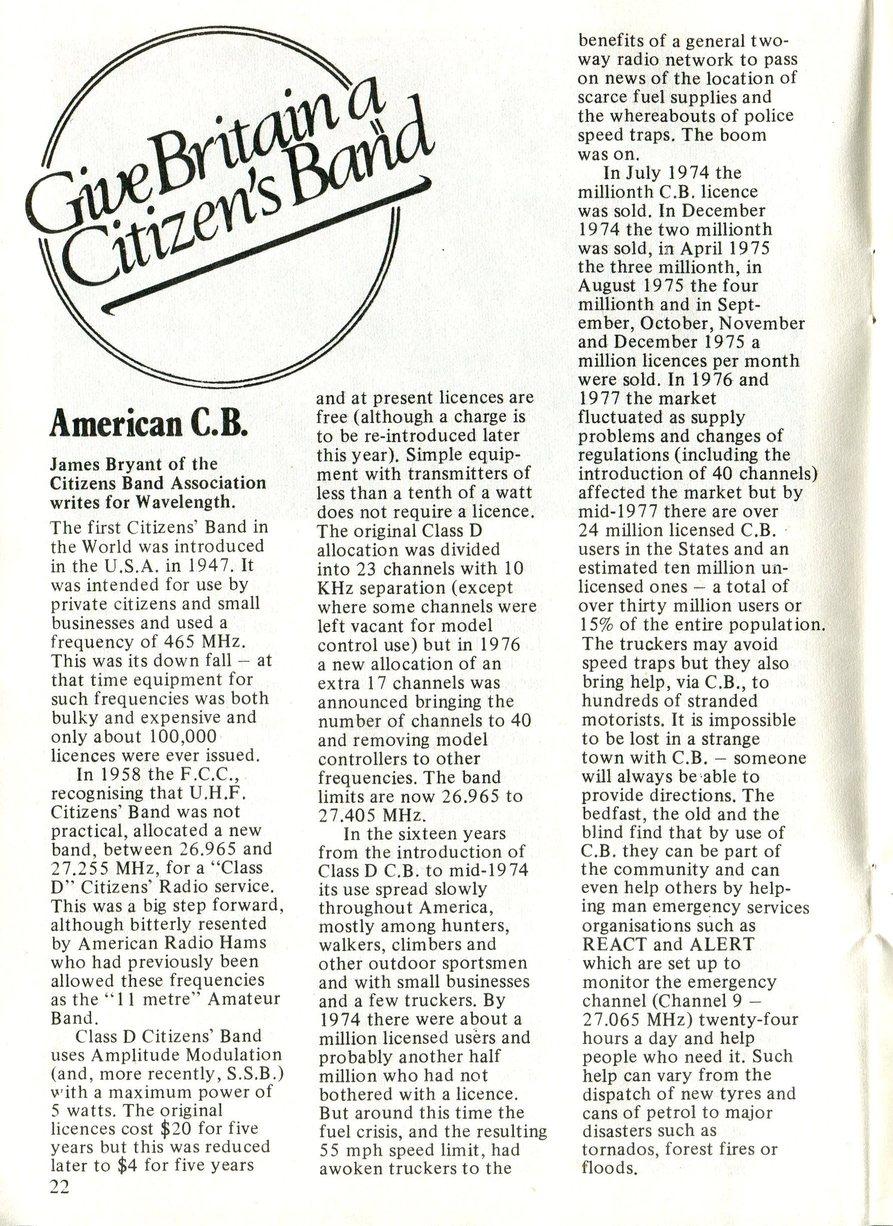 Give Britain a
Citizen's Band
American C.B.
James Bryant of the
Citizens Band Association
writes for Wavelength.
The first Citizens' Band in
the World was introduced
in the U.S.A. in 1947. It
was intended for use by
private citizens and small
businesses and used a
frequency of 465 MHz.
This was its down fall — at
that time equipment for
such frequencies was both
bulky and expensive and
only about 100,000
licences were ever issued.
In 1958 the F.C.C.,
recognising that U.H.F.
Citizens' Band was not
practical, allocated a new
band, between 26.965 and
27.255 MHz, for a "Class
D" Citizens' Radio service.
This was a big step forward,
although bitterly resented
by American Radio Hams
who had previously been
allowed these frequencies
as the "11 metre" Amateur
Band.
Class D Citizens' Band
uses Amplitude Modulation
(and, more recently, S.S.B.)
with a maximum power of
5 watts. The original
licences cost $20 for five
years but this was reduced
later to $4 for five years
22
and at present licences are
free (although a charge is
to be re-introduced later
this year). Simple equip-
ment with transmitters of
less than a tenth of a watt
does not require a licence.
The original Class D
allocation was divided
into 23 channels with 10
KHz separation (except
where some channels were
left vacant for model
control use) but in 1976
a new allocation of an
extra 17 channels was
announced bringing the
number of channels to 40
and removing model
controllers to other
frequencies. The band
limits are now 26.965 to
27.405 MHz.
In the sixteen years
from the introduction of
Class D C.B. to mid-1974
its use spread slowly
throughout America,
mostly among hunters,
walkers, climbers and
other outdoor sportsmen
and with small businesses
and a few truckers. By
1974 there were about a
million licensed users and
probably another half
million who had not
bothered with a licence.
But around this time the
fuel crisis, and the resulting
55 mph speed limit, had
awoken truckers to the
benefits of a general two-
way radio network to pass
on news of the location of
scarce fuel supplies and
the whereabouts of police
speed traps. The boom
was on.
In July 1974 the
millionth C.B. licence
was sold. In December
1974 the two millionth
was sold, in April 1975
the three millionth, in
August 1975 the four
millionth and in Sept-
ember, October, November
and December 1975 a
million licences per month
were sold. In 1976 and
1977 the market
fluctuated as supply
problems and changes of
regulations (including the
introduction of 40 channels)
affected the market but by
mid-1977 there are over
24 million licensed C.B.
users in the States and an
estimated ten million un-
licensed ones — a total of
over thirty million users or
15% of the entire population.
The truckers may avoid
speed traps but they also
bring help, via C.B., to
hundreds of stranded
motorists. It is impossible
to be lost in a strange
town with C.B. — someone
will always be able to
provide directions. The
bedfast, the old and the
blind find that by use of
C.B. they can be part of
the community and can
even help others by help-
ing man emergency services
organisations such as
REACT and ALERT
which are set up to
monitor the emergency
channel (Channel 9 —
27.065 MHz) twenty-four
hours a day and help
people who need it. Such
help can vary from the
dispatch of new tyres and
cans of petrol to major
disasters such as
tornados, forest fires or
floods.